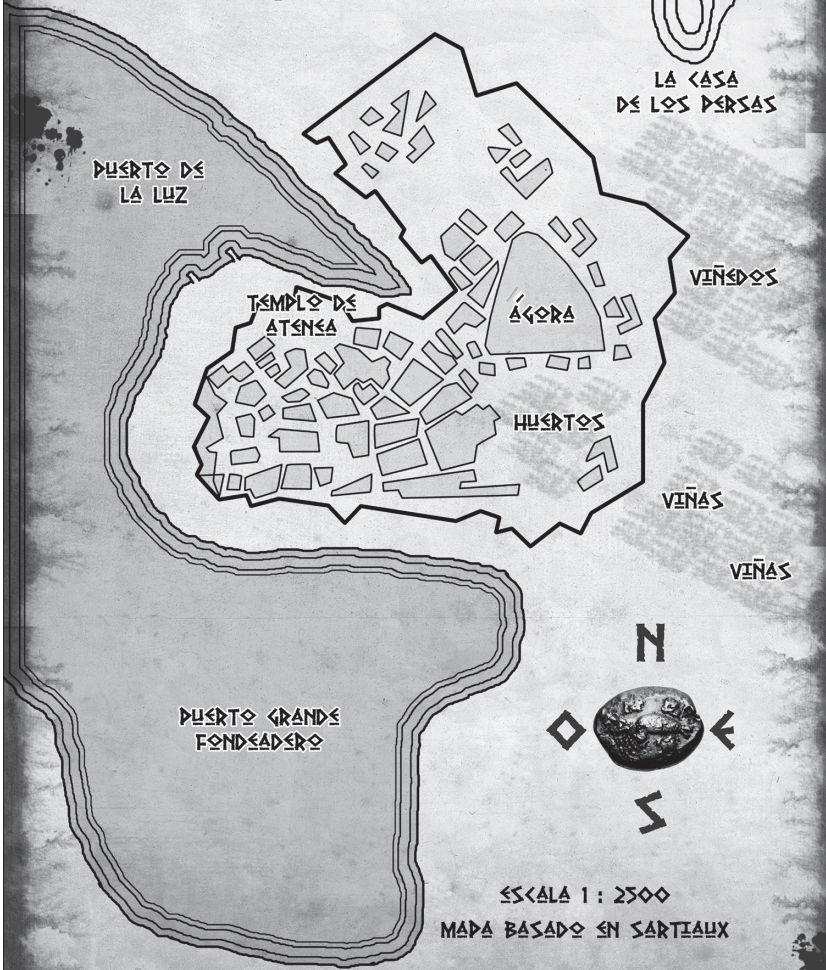 LA CASA
DE LOS PERSAS
PUERTO DE
LA LUZ
VIÑEDOS
TEMPLO DE
ATENEA
ÁGORA
HUERTOS
VIÑAS
VIÑAS
N
O
E
S
PUERTO GRANDE
FONDEADERO
ESCALA 1 : 2500
MAPA BASADO EN SARTIAUX